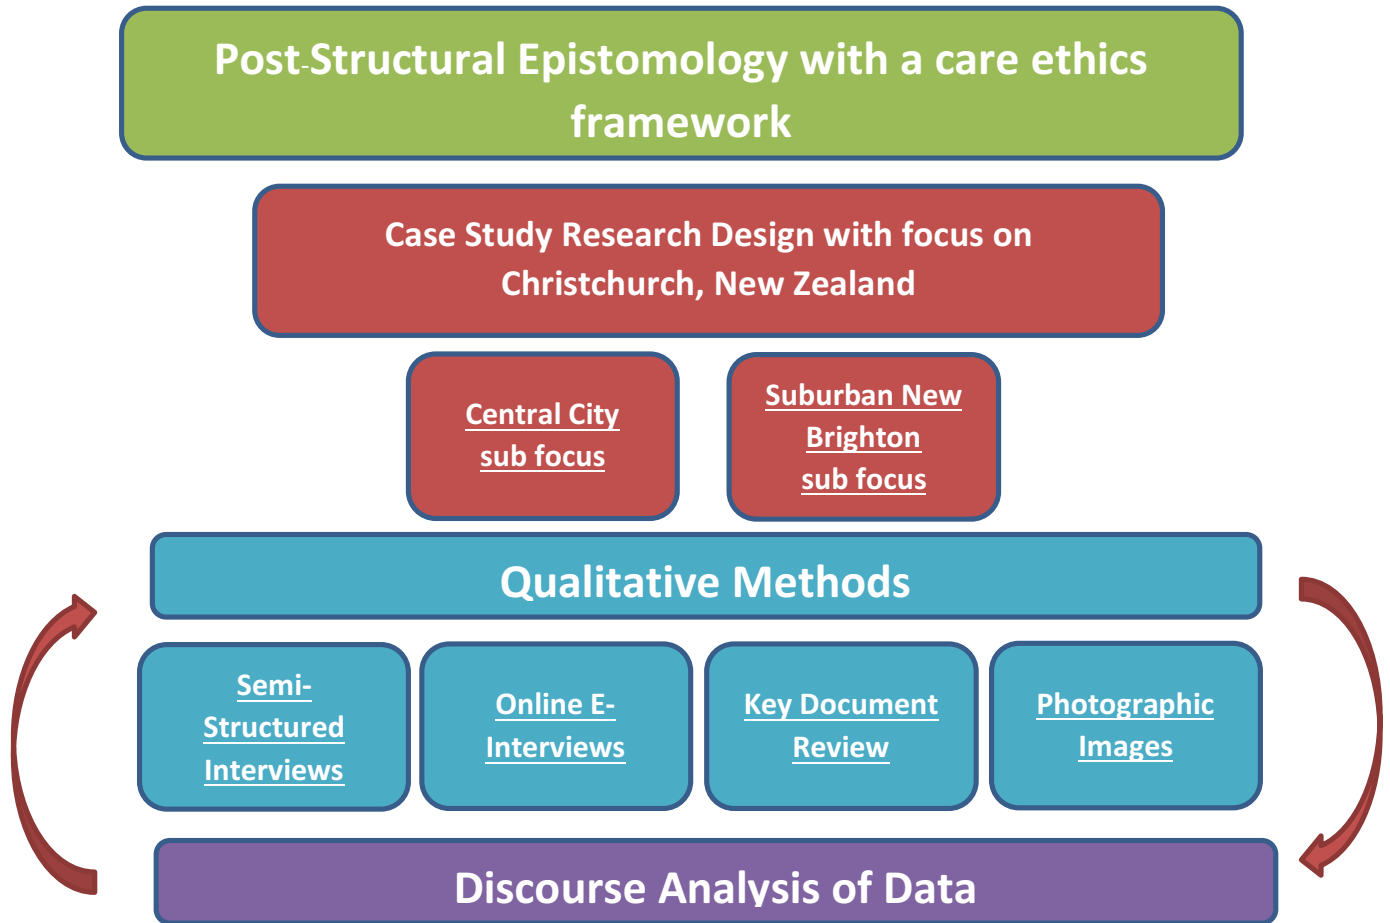 Post-Structural Epistomology with a care ethics
framework
Case Study Research Design with focus on
Christchurch, New Zealand
Central City
sub focus
Suburban New
Brighton
sub focus
Qualitative Methods
Semi-
Structured
Interviews
Online E-
Interviews
Key Document
Review
Photographic
Images
Discourse Analysis of Data